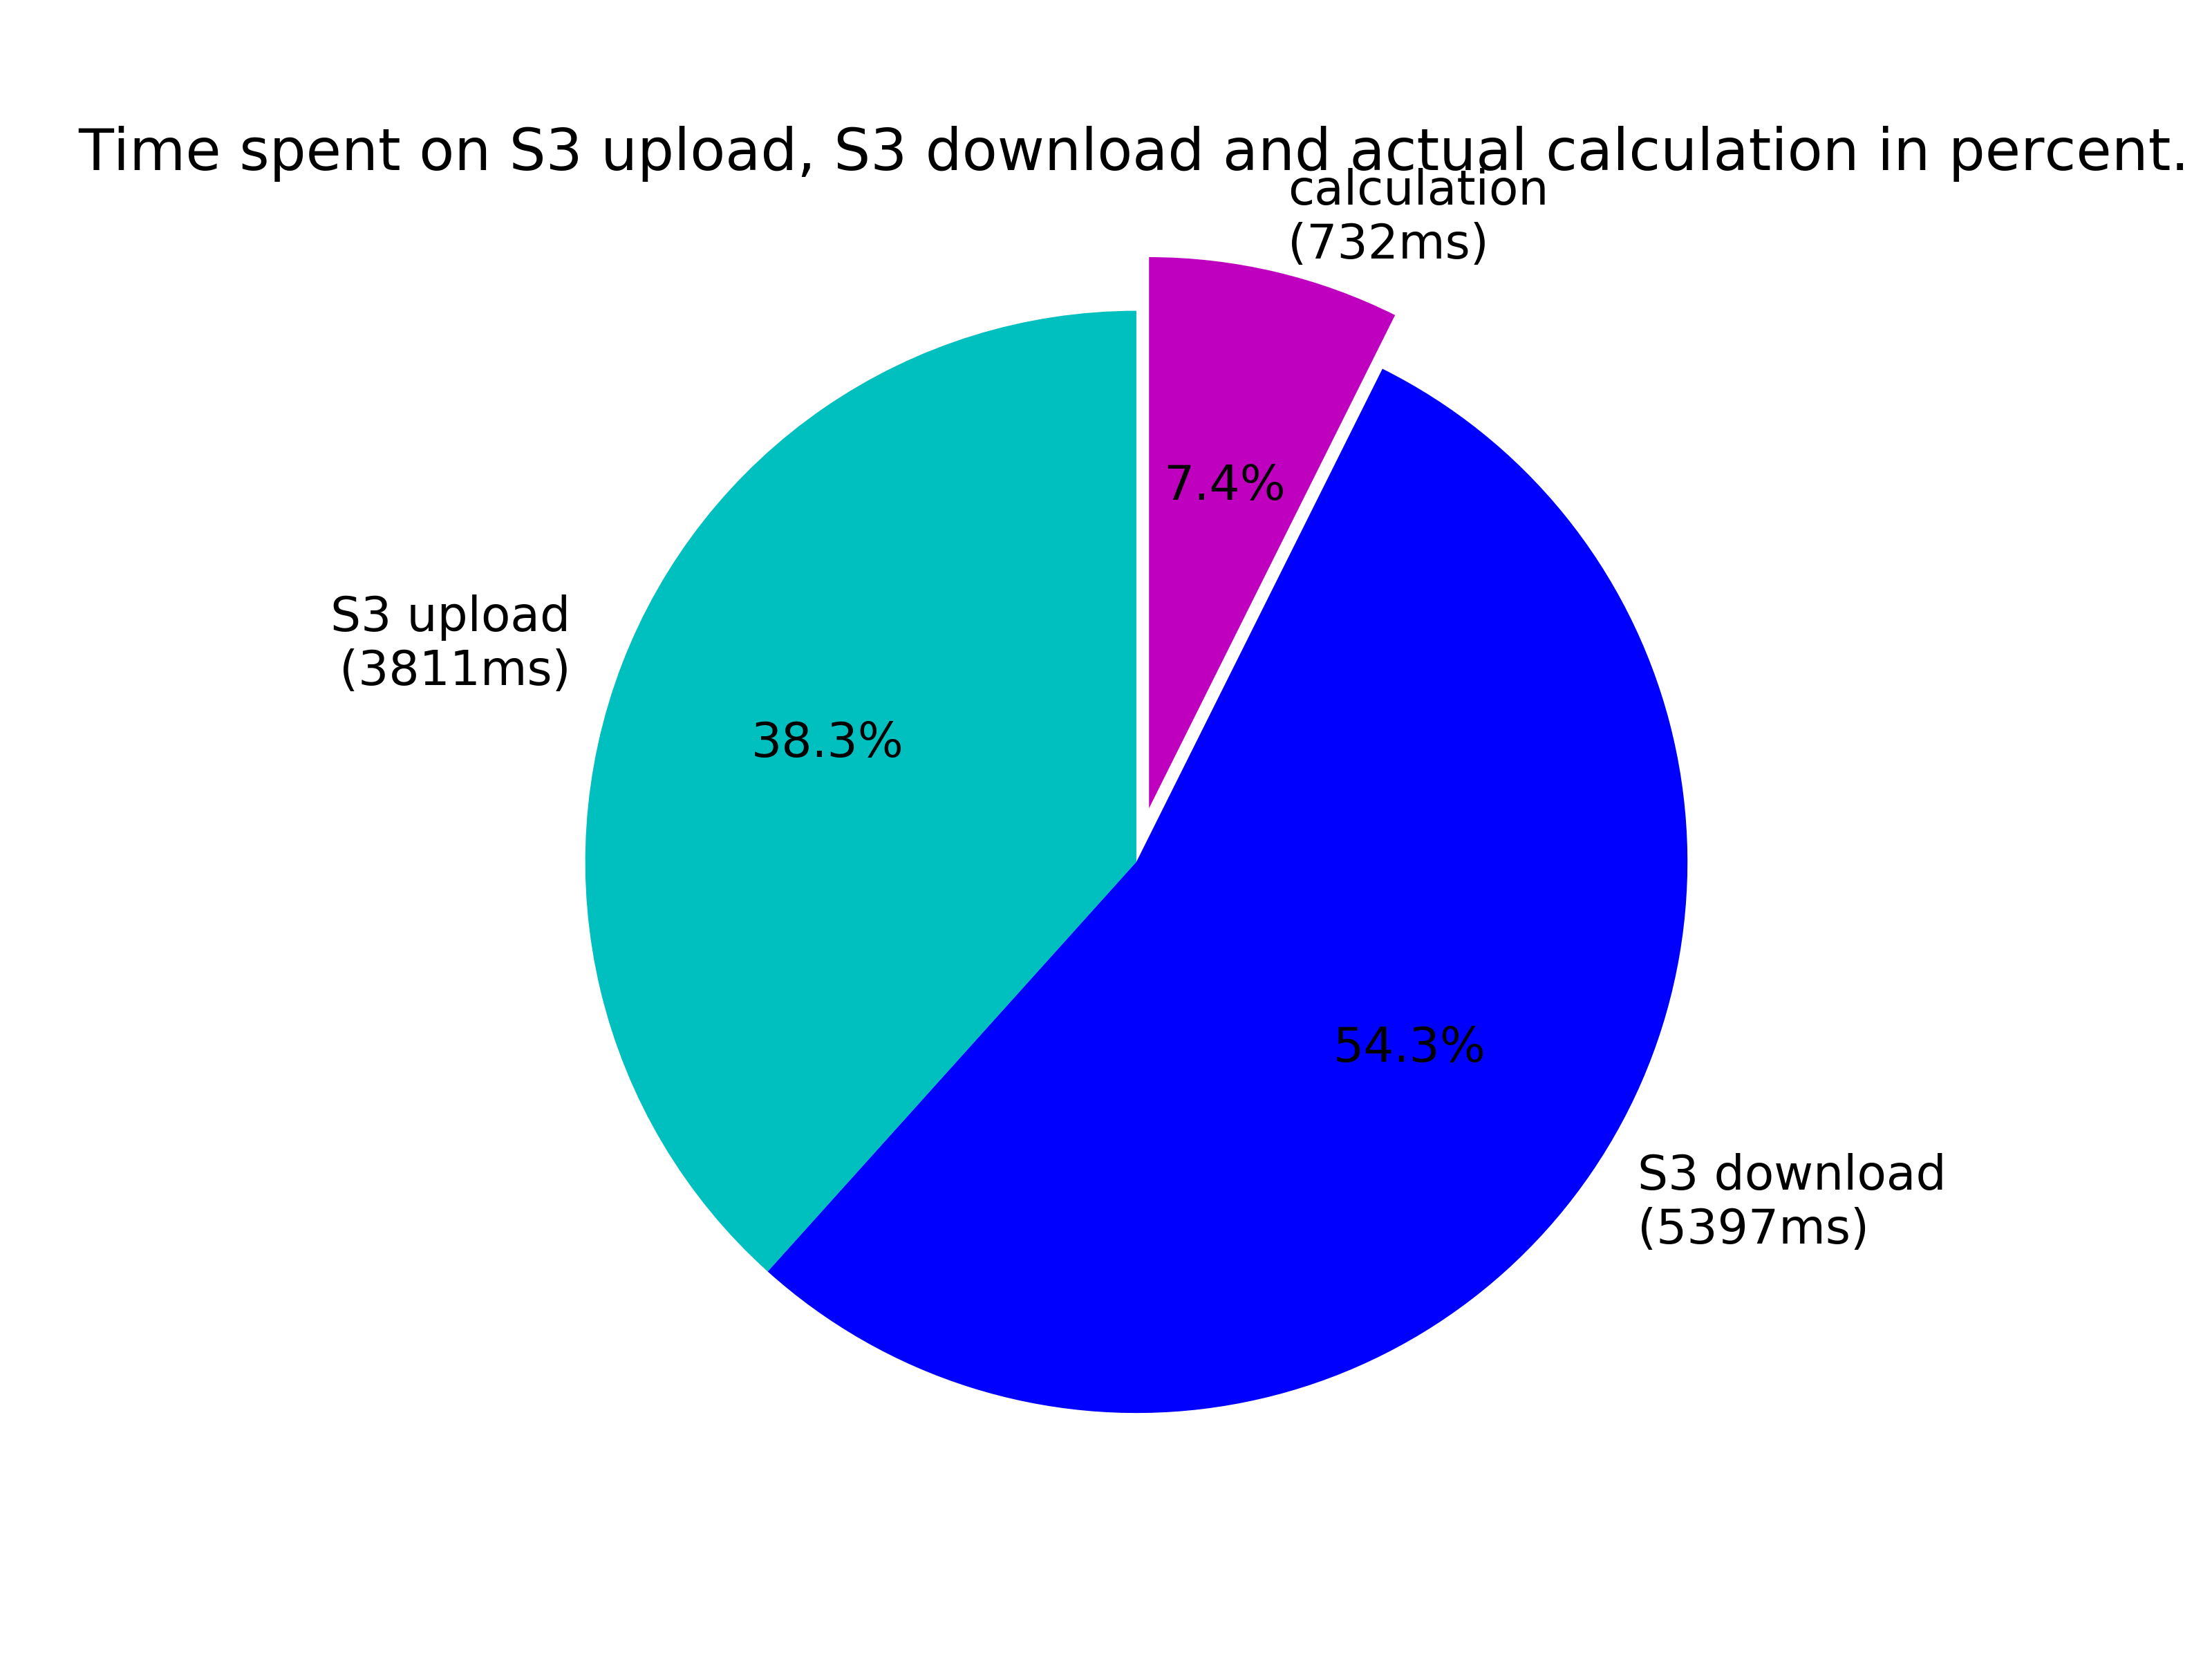 Time spent on S3 upload, S3 download and actual calculation in percent.
calculation
(732ms)
7.4%
S3 upload
(3811ms)
38.3%
54.3%
S3 download
(5397ms)